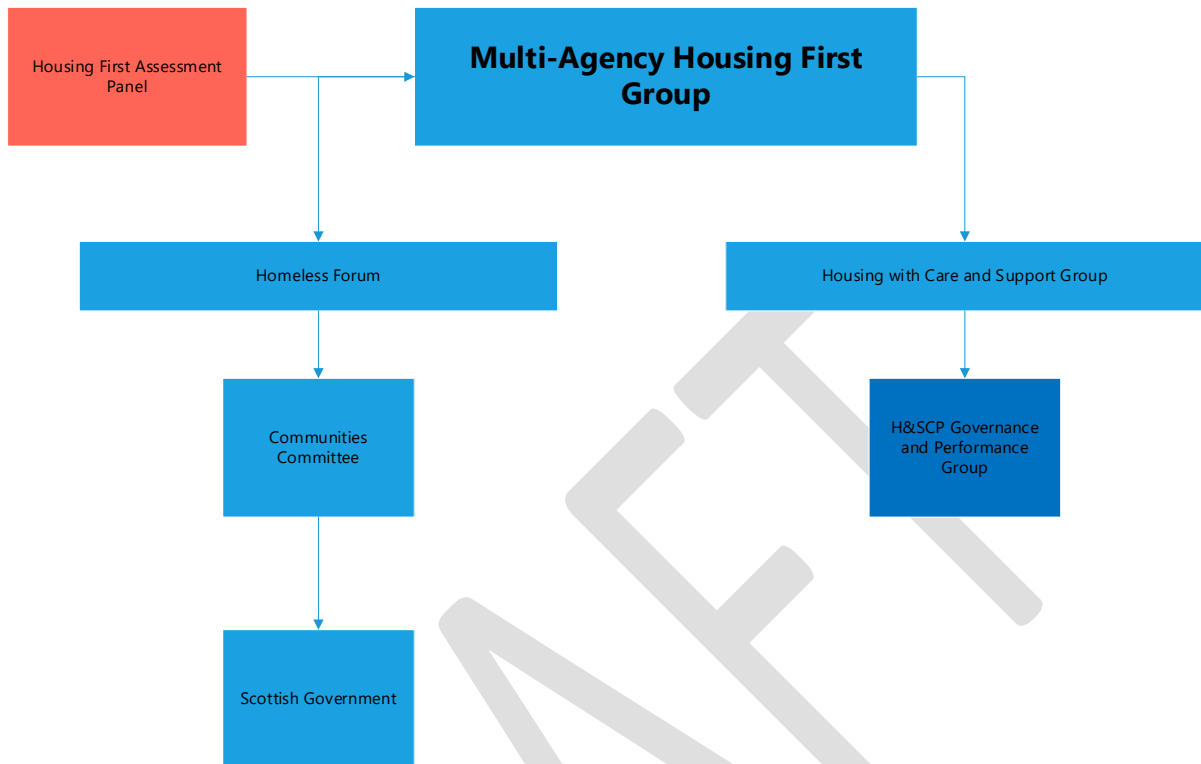 Housing First Assessment
Panel
Multi-Agency Housing First
Group
Homeless Forum
Housing with Care and Support Group
Communities
Committee
H&SCP Governance
and Performance
Group
Scottish Government